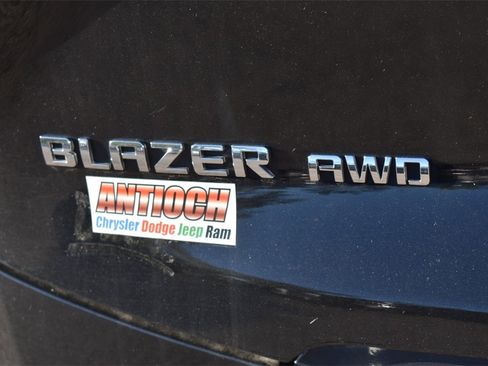 BLAZER AWD
ANTIOCH
Chrysler Dodge Jeep Ram